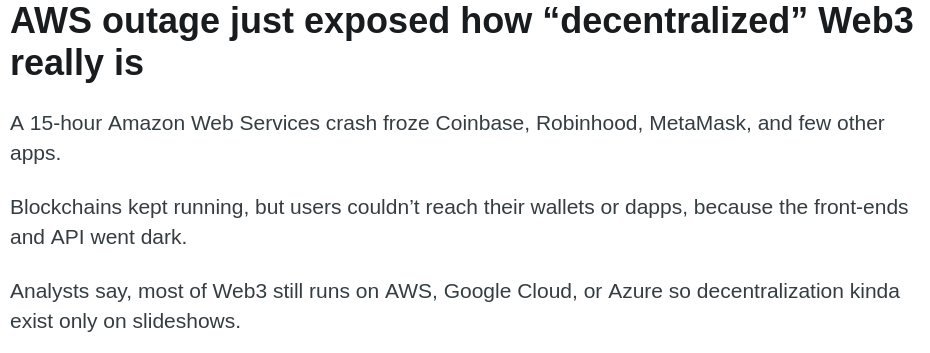 AWS outage just exposed how “decentralized” Web3
really is
A 15-hour Amazon Web Services crash froze Coinbase, Robinhood, MetaMask, and few other
apps.
Blockchains kept running, but users couldn’t reach their wallets or dapps, because the front-ends
and API went dark.
Analysts say, most of Web3 still runs on AWS, Google Cloud, or Azure so decentralization kinda
exist only on slideshows.